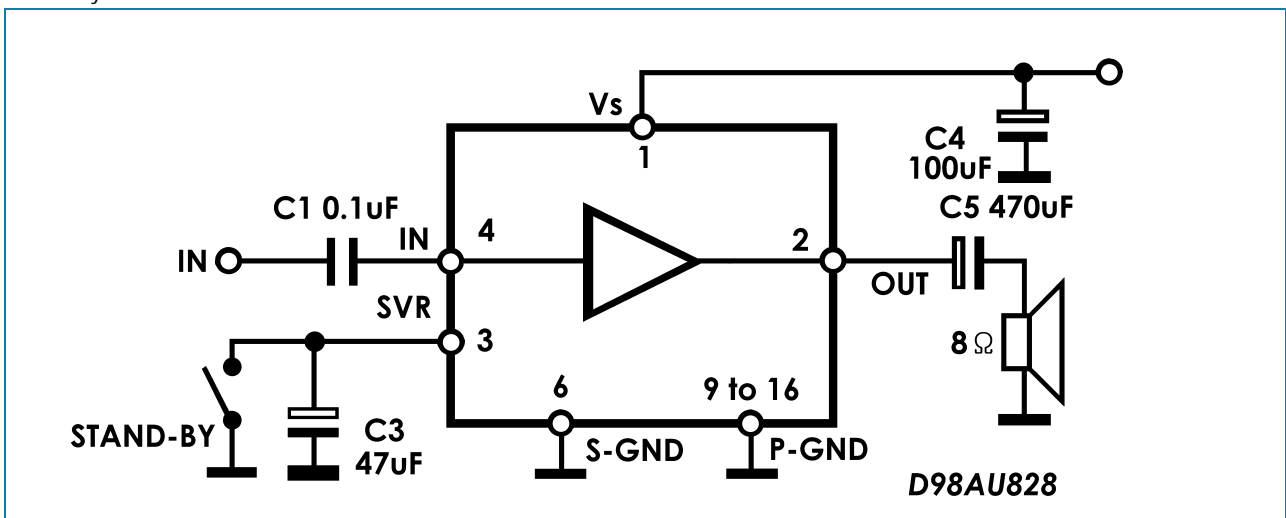 Vs
1
C4
100uF
C5 470uF
C1 0.1uF
IN
IN
4
2
OUT
SVR
3
8 Ω
6
9 to 16
STAND-BY
C3
47uF
S-GND
P-GND
D98AU828